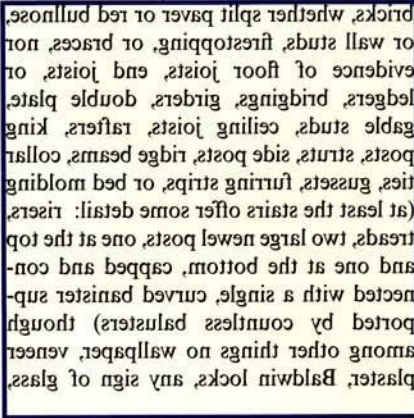 bricks, whether split paver or red bullnose,
or wall studs, firestopping, or braces, nor
evidence of floor joists, end joists, or
ledgers, bridgings, girders, double plate,
gable studs, ceiling joists, rafters, king
posts, struts, side posts, ridge beams, collar
ties, gussets, furring strips, or bed molding
(at least the stairs offer some detail: risers,
treads, two large newel posts, one at the top
and one at the bottom, capped and con-
nected with a single, curved banister sup-
ported by countless balusters) though
among other things no wallpaper, veneer
plaster, Baldwin locks, any sign of glass,